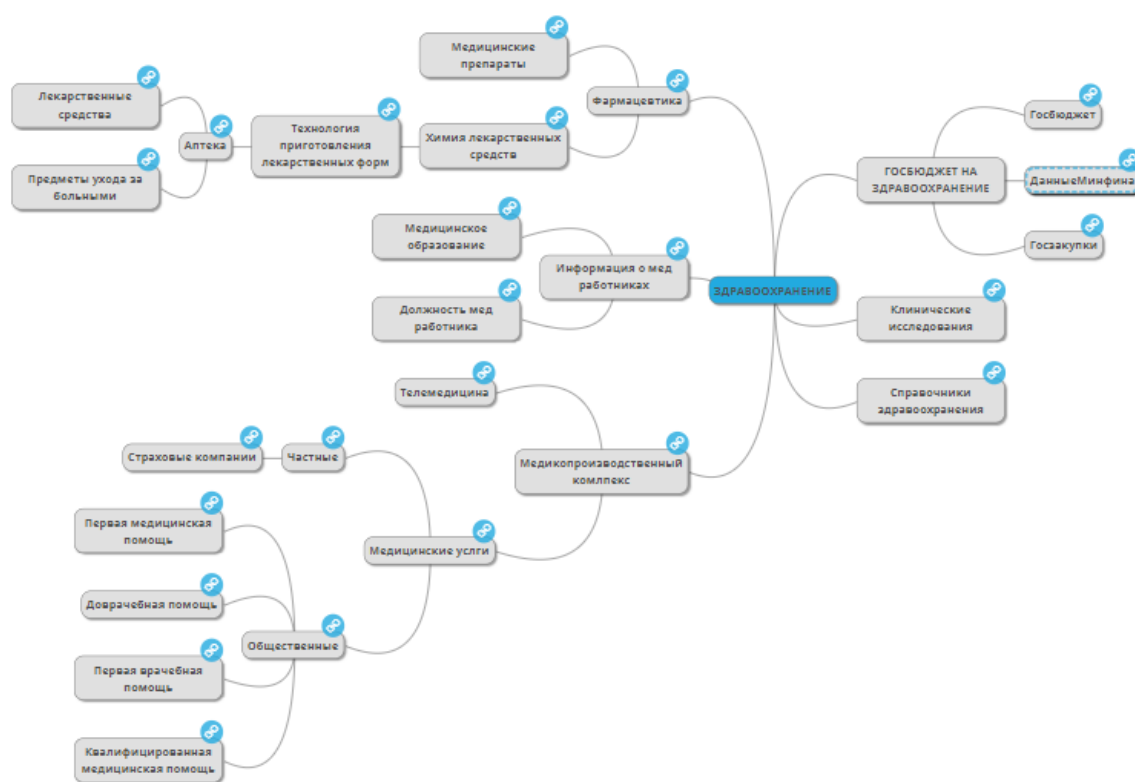 Медицинские
препараты
Фармацевтика
Химия лекарственных
средств
Технология
приготовления
лекарственных форм
Аптека
Лекарственные
средства
Предметы ухода за
больными
ГОСБЮДЖЕТ НА
ЗДРАВООХРАНЕНИЕ
Госбюджет
ДанныеМинфина
Госзакупки
Медицинское
образование
Информация о мед
работниках
Должность мед
работника
ЗДРАВООХРАНЕНИЕ
Клинические
исследования
Справочники
здравоохранения
Телемедицина
Медикопроизводственный
комлпекс
Страховые компании
Частные
Медицинские услги
Первая медицинская
помощь
Доврачебная помощь
Общественные
Первая врачебная
помощь
Квалифицированная
медицинская помощь